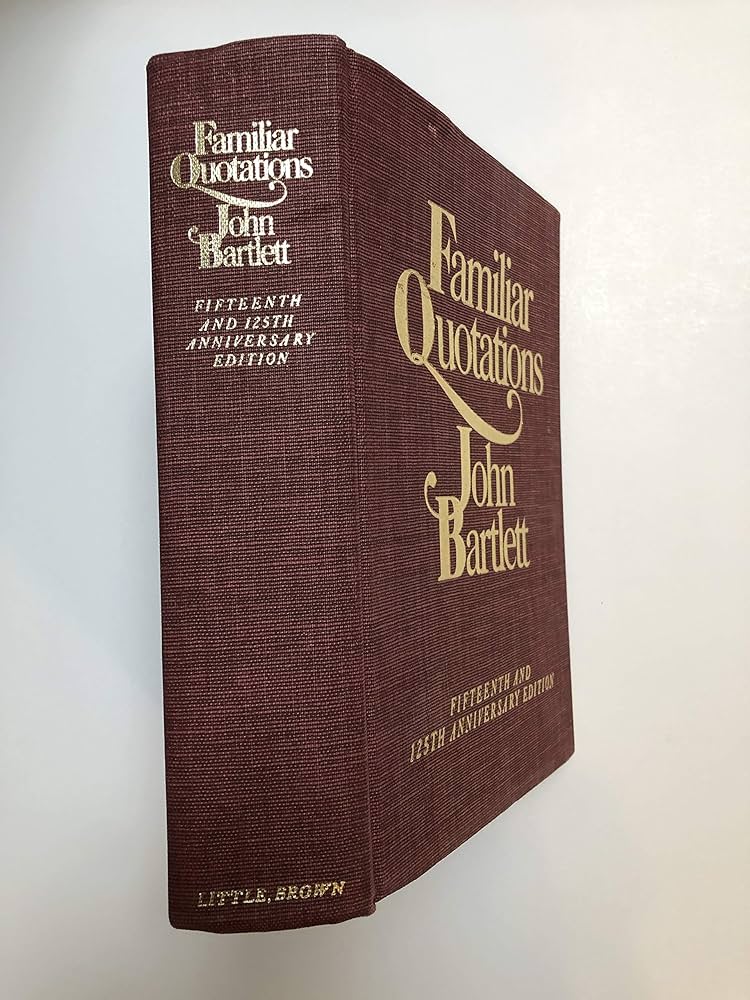 Familiar
Quotations
John
Bartlett
FIFTEENTH
AND 125TH
ANNIVERSARY
EDITION
LITTLE, BROWN
Familiar
Quotations
John
Bartlett
FIFTEENTH AND
125TH ANNIVERSARY EDITION